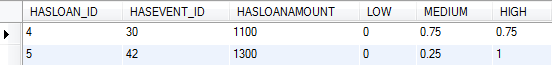 HASLOAN_ID HASEVENT_ID HASLOANAMOUNT LOW MEDIUM HIGH
4 30 1100 0 0.75 0.75
5 42 1300 0 0.25 1